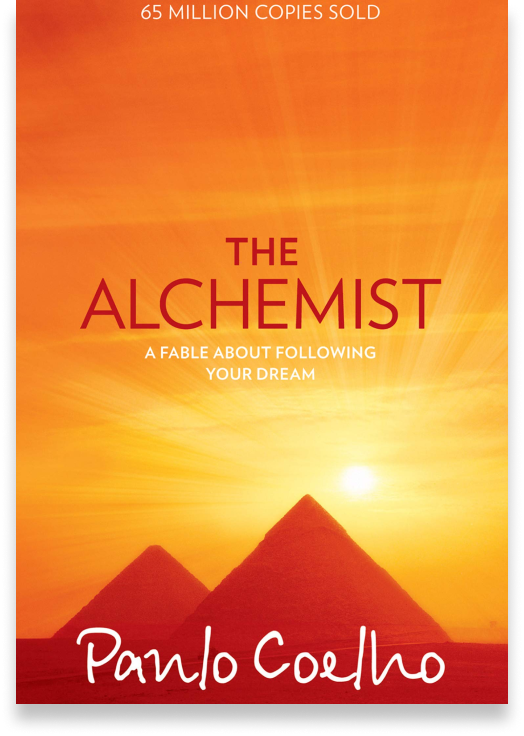 65 MILLION COPIES SOLD
THE
ALCHEMIST
A FABLE ABOUT FOLLOWING
YOUR DREAM
Paulo Coelho